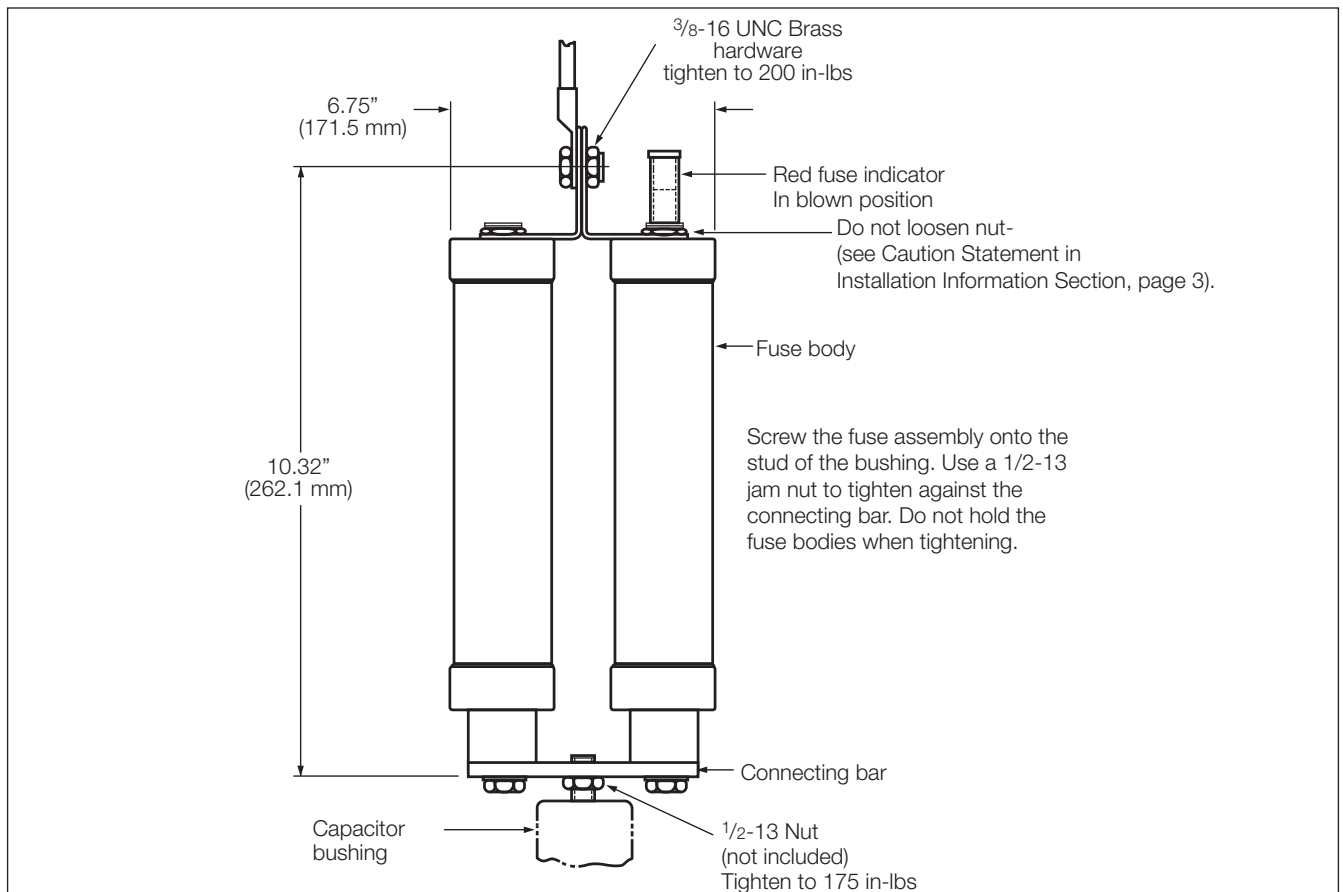 3/8-16 UNC Brass
hardware
tighten to 200 in-lbs
6.75”
(171.5 mm)
Red fuse indicator
In blown position
Do not loosen nut-
(see Caution Statement in
Installation Information Section, page 3).
Fuse body
Screw the fuse assembly onto the
stud of the bushing. Use a 1/2-13
jam nut to tighten against the
connecting bar. Do not hold the
fuse bodies when tightening.
10.32”
(262.1 mm)
Connecting bar
Capacitor
bushing
1/2-13 Nut
(not included)
Tighten to 175 in-lbs